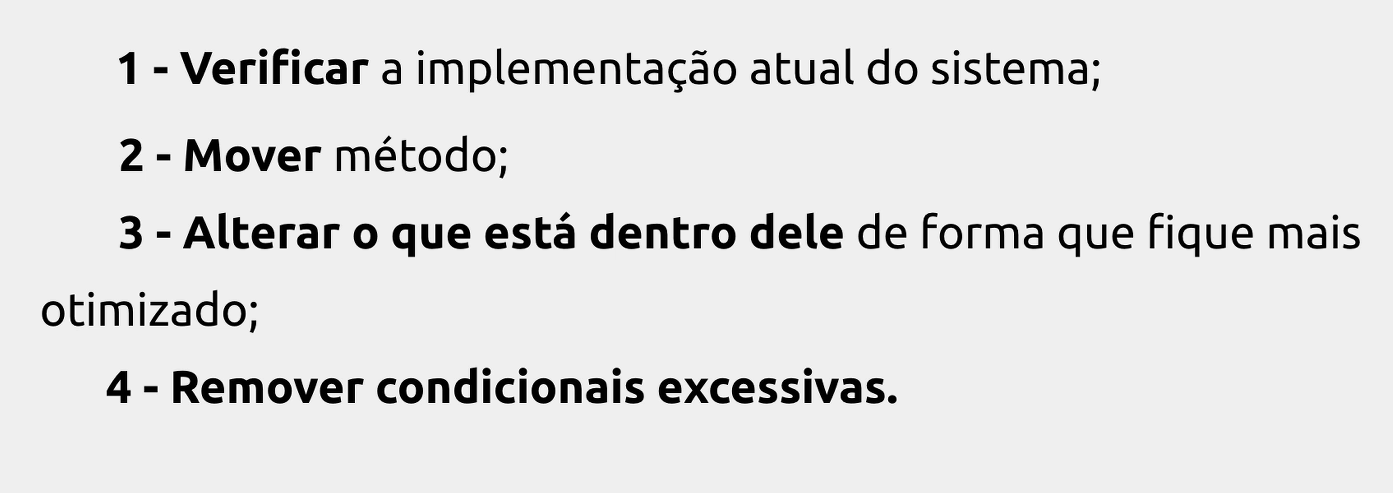 1 - Verificar a implementação atual do sistema;
2 - Mover método;
3 - Alterar o que está dentro dele de forma que fique mais
otimizado;
4 - Remover condicionais excessivas.